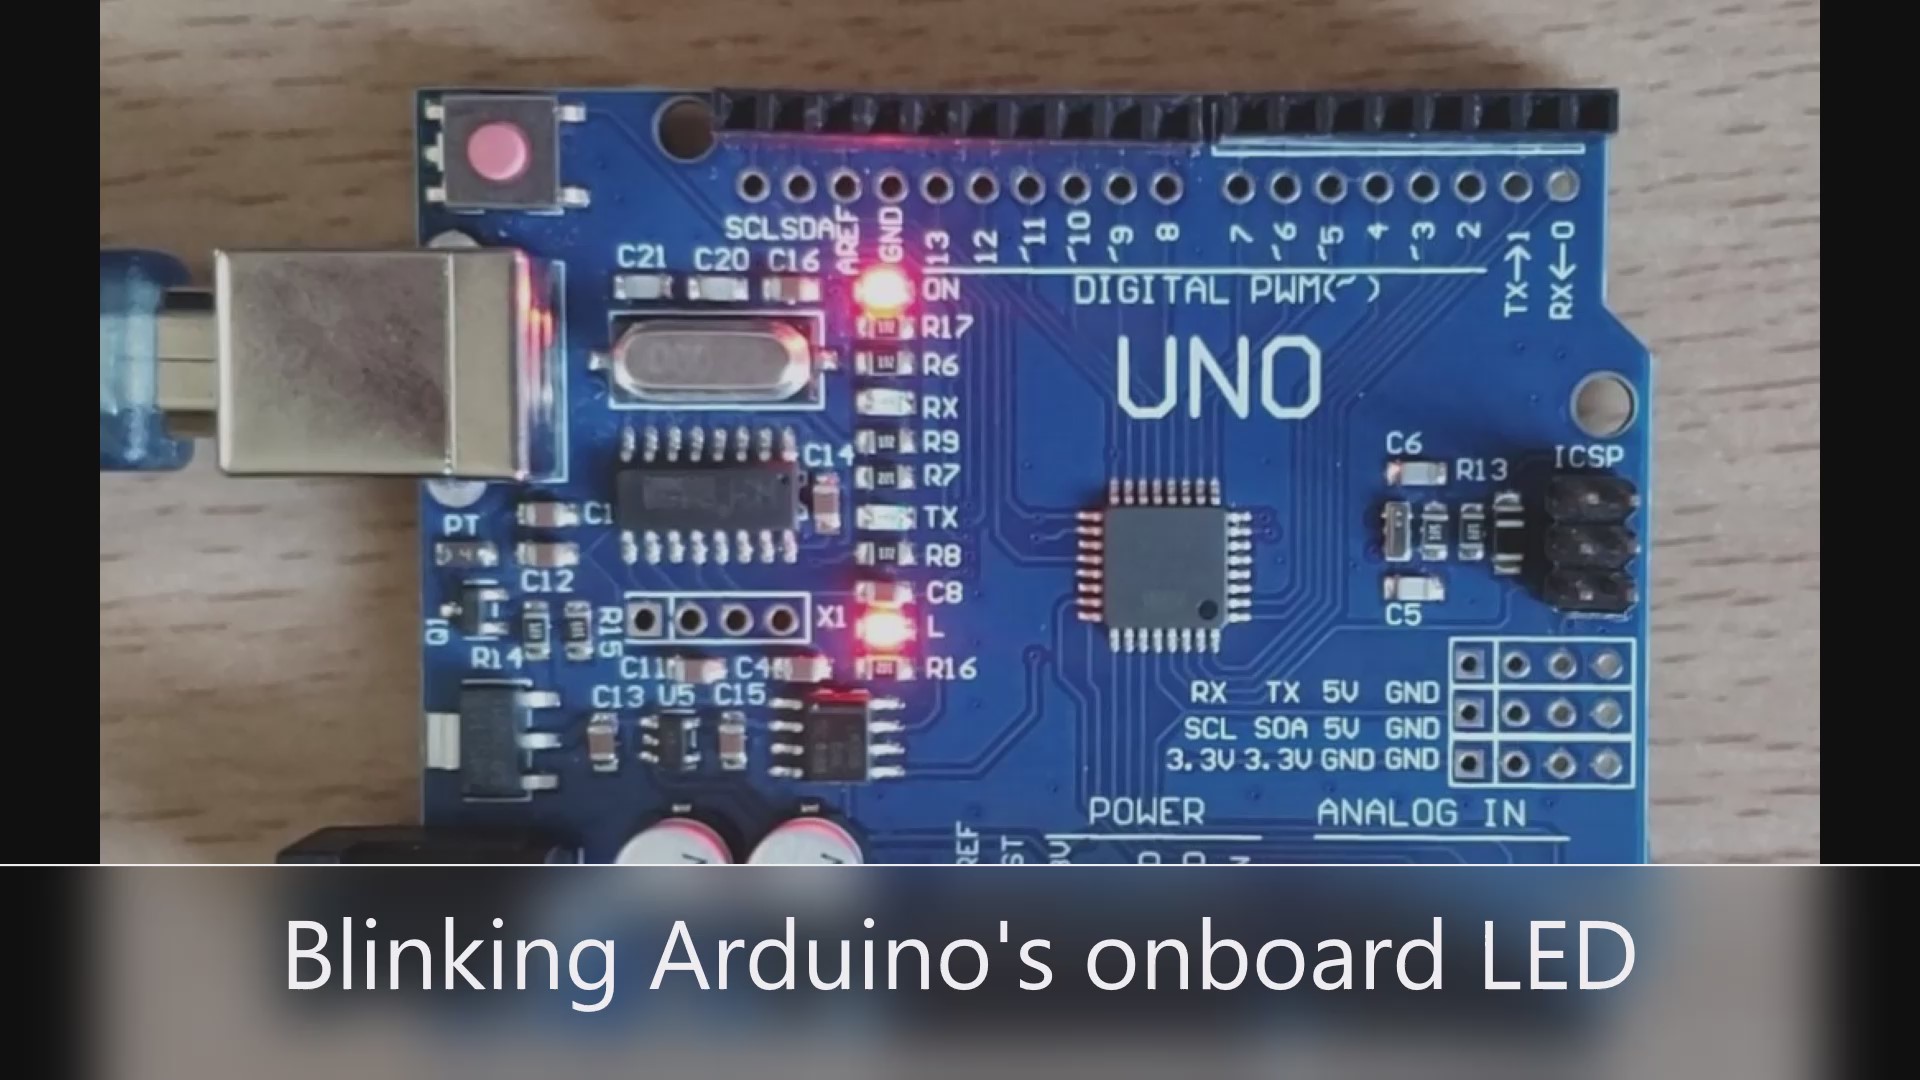 SCL SDA AREF GND 13 12 ~11 ~10 ~9 8 7 ~6 ~5 4 ~3 2 TX→1 RX←0
C21 C20 C16 ON
DIGITAL PWM(~)
R17
UNO
R6
RX
R9
C14
R7
C6
R13
ICSP
PT
C1
TX
R8
C12
C8
C5
Q1
R15
X1
L
R14
C11
C4
R16
C13 U5 C15
RX TX 5V GND
SCL SOA 5V GND
3.3V 3.3V GND GND
POWER
ANALOG IN
Blinking Arduino's onboard LED